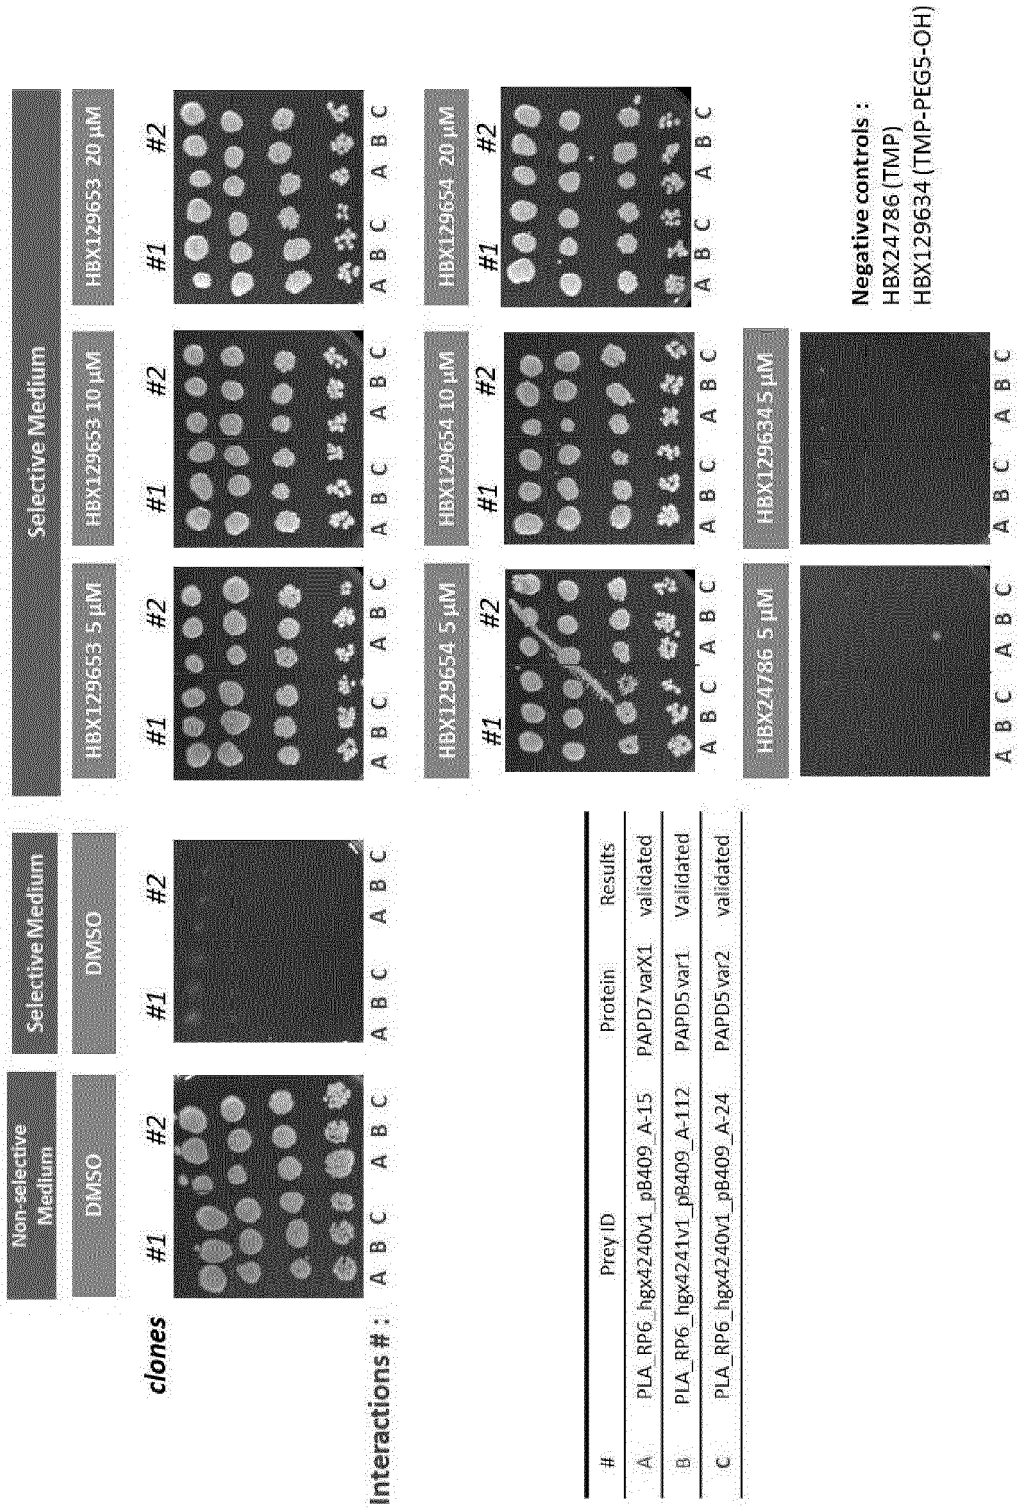 Non-selective
Medium
Selective Medium
Selective Medium
DMSO
DMSO
HBX129653 5 µM
HBX129653 10 µM
HBX129653 20 µM
clones
#1 #2
#1 #2
#1 #2
#1 #2
#1 #2
Interactions # :
A B C A B C
A B C A B C
A B C A B C
A B C A B C
A B C A B C
HBX129654 5 µM
HBX129654 10 µM
HBX129654 20 µM
#1 #2
#1 #2
#1 #2
A B C A B C
A B C A B C
A B C A B C
# Prey ID Protein Results
A PLA_RP6_hgx4240v1_pB409_A-15 PAPD7 varX1 validated
B PLA_RP6_hgx4241v1_pB409_A-112 PAPD5 var1 Validated
C PLA_RP6_hgx4240v1_pB409_A-24 PAPD5 var2 validated
HBX24786 5 µM
HBX129634 5 µM
A B C A B C
A B C A B C
Negative controls :
HBX24786 (TMP)
HBX129634 (TMP-PEG5-OH)